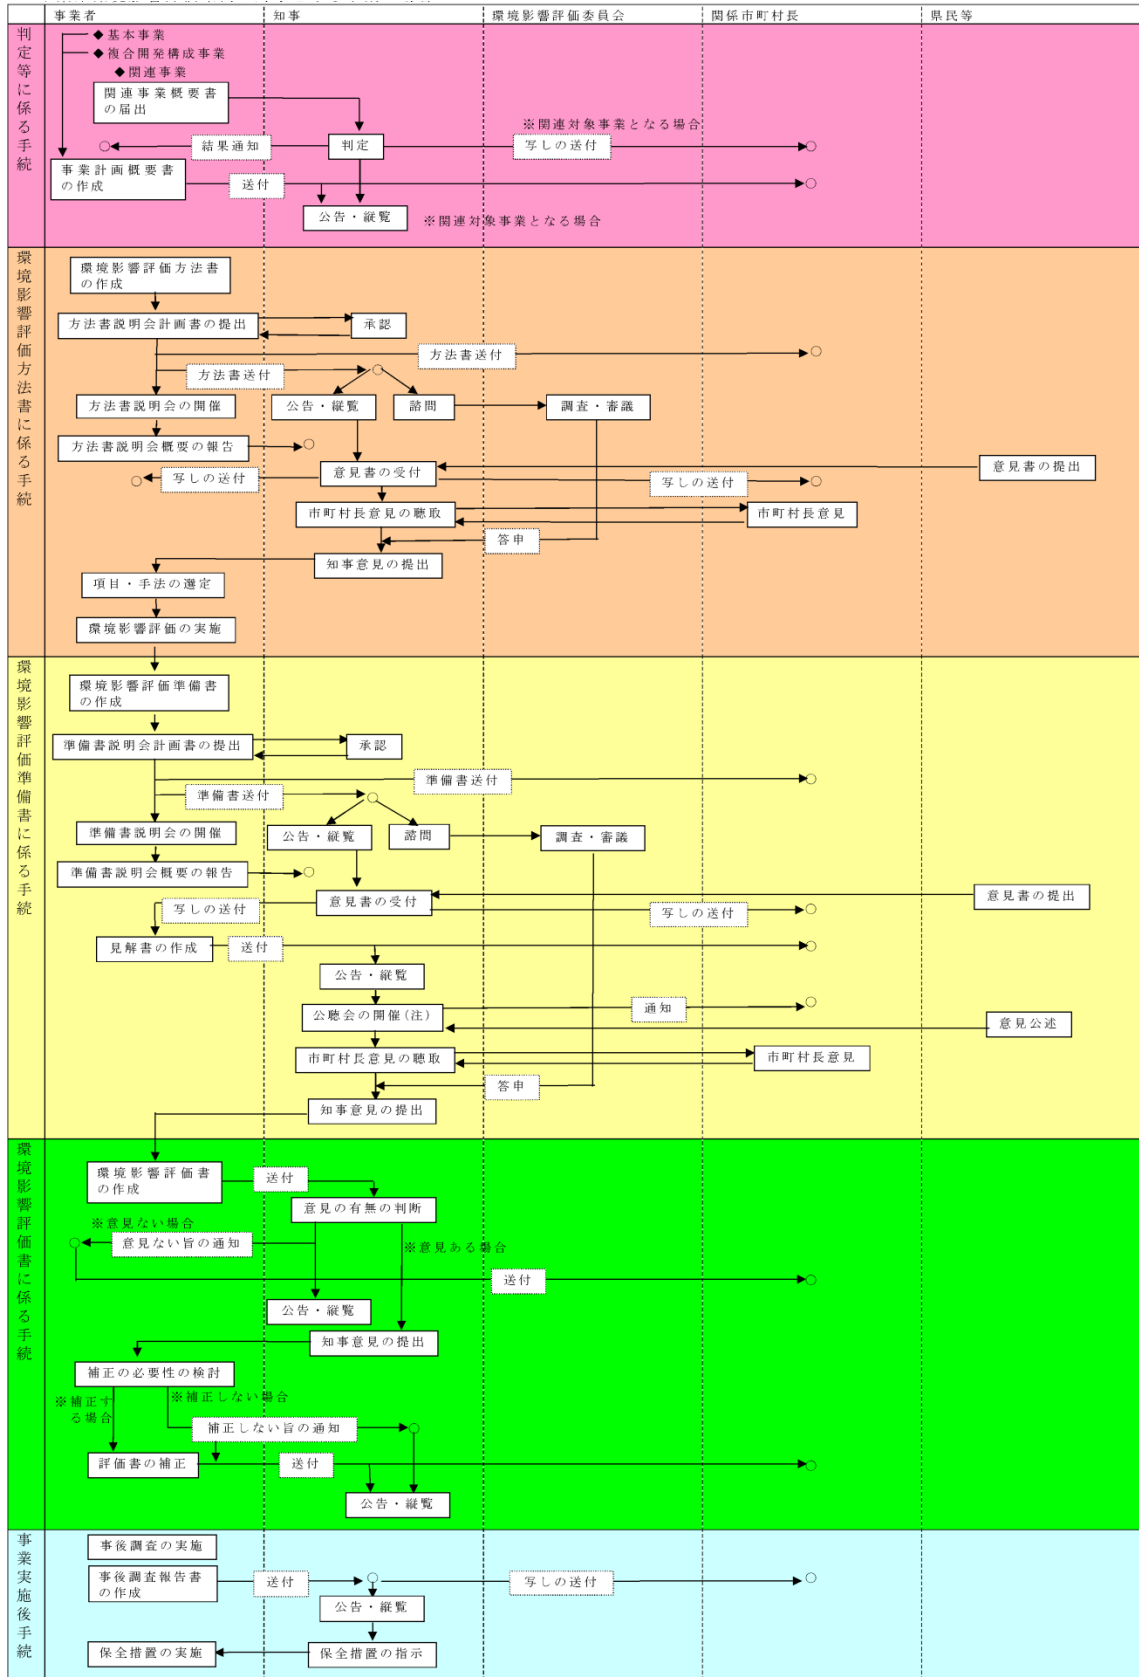 事業者
知事
環境影響評価委員会
関係市町村長
県民等
判定等に係る手続
◆基本事業
◆複合開発構成事業
◆関連事業
関連事業概要書
の届出
※関連対象事業となる場合
結果通知
判定
写しの送付
事業計画概要書
の作成
送付
公告・縦覧
※関連対象事業となる場合
環境影響評価方法書に係る手続
環境影響評価方法書
の作成
方法書説明会計画書の提出
承認
方法書送付
方法書送付
方法書説明会の開催
公告・縦覧
諮問
調査・審議
方法書説明会概要の報告
意見書の受付
意見書の提出
写しの送付
写しの送付
市町村長意見の聴取
市町村長意見
答申
知事意見の提出
項目・手法の選定
環境影響評価の実施
環境影響評価準備書に係る手続
環境影響評価準備書
の作成
準備書説明会計画書の提出
承認
準備書送付
準備書送付
準備書説明会の開催
公告・縦覧
諮問
調査・審議
準備書説明会概要の報告
意見書の受付
意見書の提出
写しの送付
写しの送付
見解書の作成
送付
公告・縦覧
公聴会の開催(注)
通知
意見公述
市町村長意見の聴取
市町村長意見
答申
知事意見の提出
環境影響評価書に係る手続
環境影響評価書
の作成
送付
意見の有無の判断
※意見ない場合
意見ない旨の通知
※意見ある場合
送付
公告・縦覧
知事意見の提出
補正の必要性の検討
※補正す
る場合
※補正しない場合
補正しない旨の通知
評価書の補正
送付
公告・縦覧
事業実施後手続
事後調査の実施
事後調査報告書
の作成
送付
写しの送付
公告・縦覧
保全措置の実施
保全措置の指示